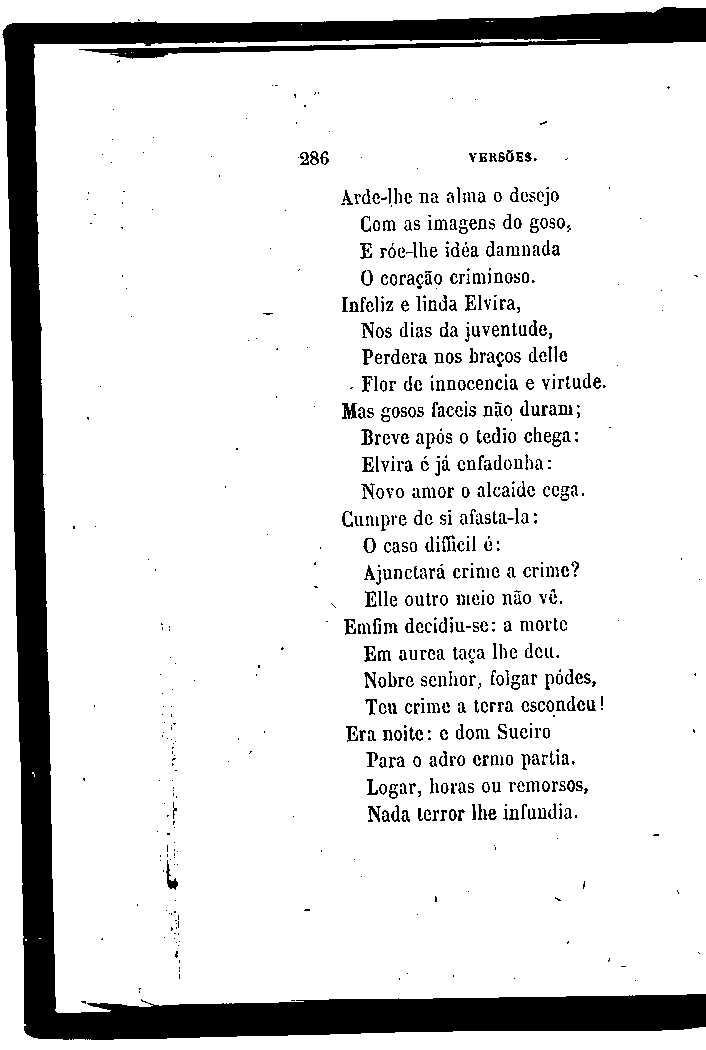 286 VERSÕES.
Arde-lhe na alma o desejo
Com as imagens do goso,
E róe-lhe idéa damnada
O coração criminoso.
Infeliz e linda Elvira,
Nos dias da juventude,
Perdera nos braços delle
Flor de innocencia e virtude.
Mas gosos faceis não duram;
Breve após o tedio chega:
Elvira é já enfadonha:
Novo amor o alcaide cega.
Cumpre de si afasta-la:
O caso difficil é:
Ajunctará crime a crime?
Elle outro meio não vê.
Emfim decidiu-se: a morte
Em aurea taça lhe deu.
Nobre senhor, folgar pódes,
Teu crime a terra escondeu!
Era noite: e dom Sueiro
Para o adro ermo partia.
Logar, horas ou remorsos,
Nada terror lhe infundia.